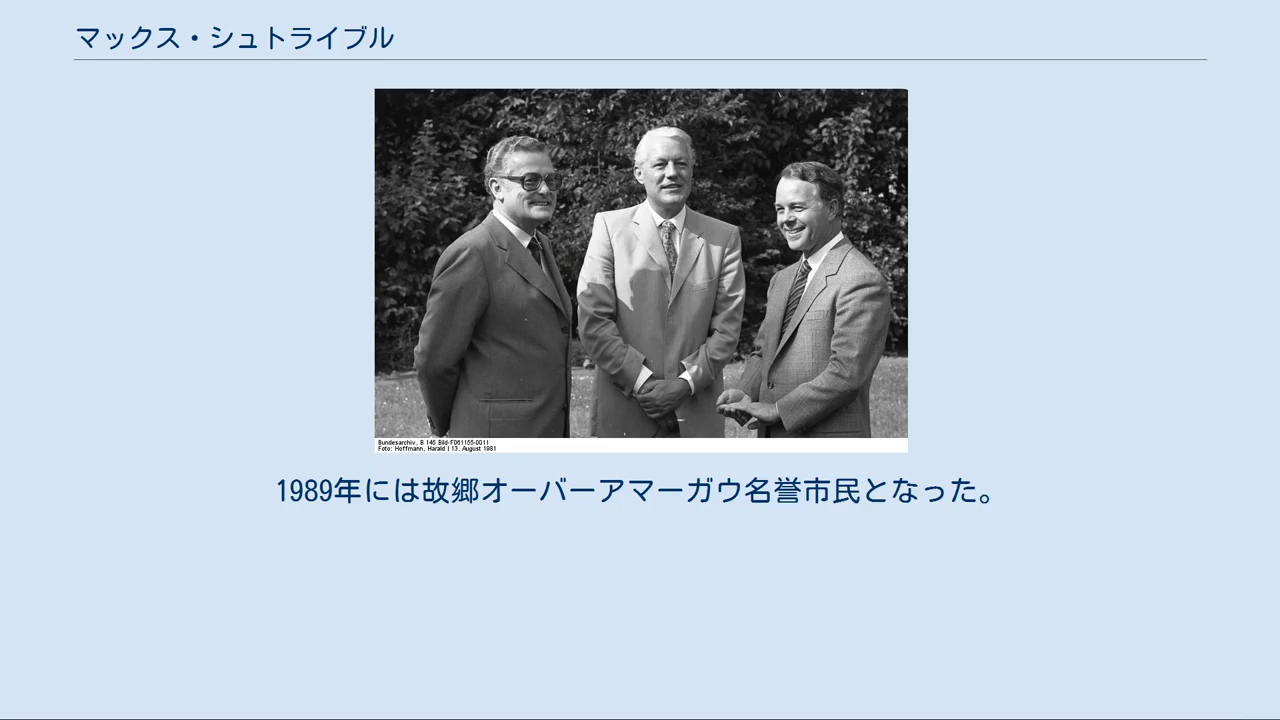 マックス・シュトライブル
Bundesarchiv, B 145 Bild-F061155-0011
Foto: Hoffmann, Harald | 13. August 1981
1989年には故郷オーバーアマーガウ名誉市民となった。